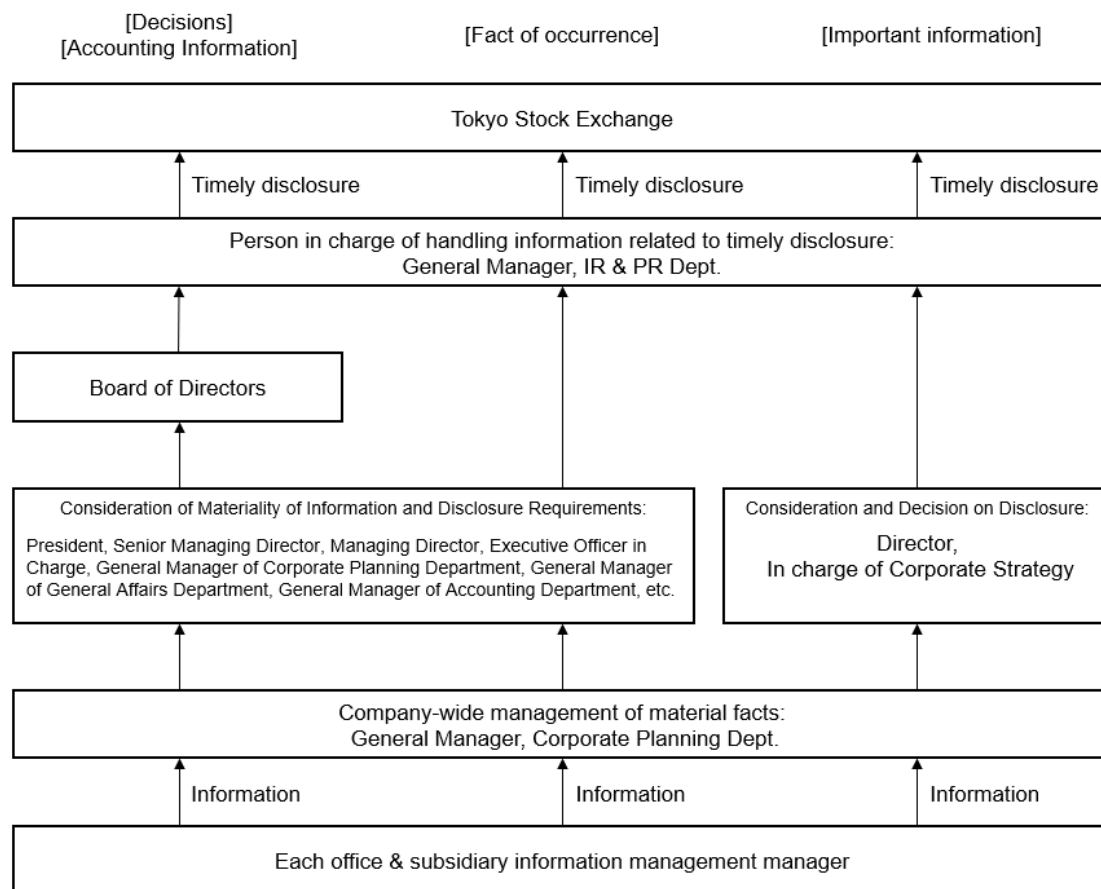 [Decisions]
[Accounting Information]
[Fact of occurrence]
[Important information]
Tokyo Stock Exchange
Timely disclosure
Timely disclosure
Timely disclosure
Person in charge of handling information related to timely disclosure:
General Manager, IR & PR Dept.
Board of Directors
Consideration of Materiality of Information and Disclosure Requirements:
President, Senior Managing Director, Managing Director, Executive Officer in
Charge, General Manager of Corporate Planning Department, General Manager
of General Affairs Department, General Manager of Accounting Department, etc.
Consideration and Decision on Disclosure:
Director,
In charge of Corporate Strategy
Company-wide management of material facts:
General Manager, Corporate Planning Dept.
Information
Information
Information
Each office & subsidiary information management manager